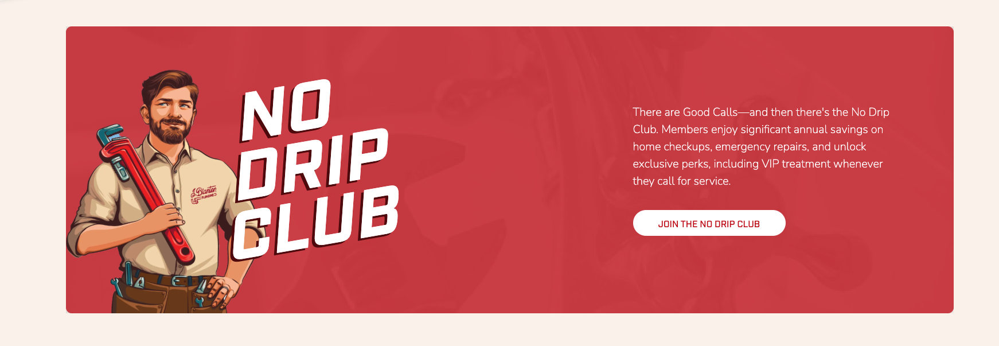 NO
DRIP
CLUB
J.Blanton
PLUMBING
There are Good Calls—and then there's the No Drip
Club. Members enjoy significant annual savings on
home checkups, emergency repairs, and unlock
exclusive perks, including VIP treatment whenever
they call for service.
JOIN THE NO DRIP CLUB